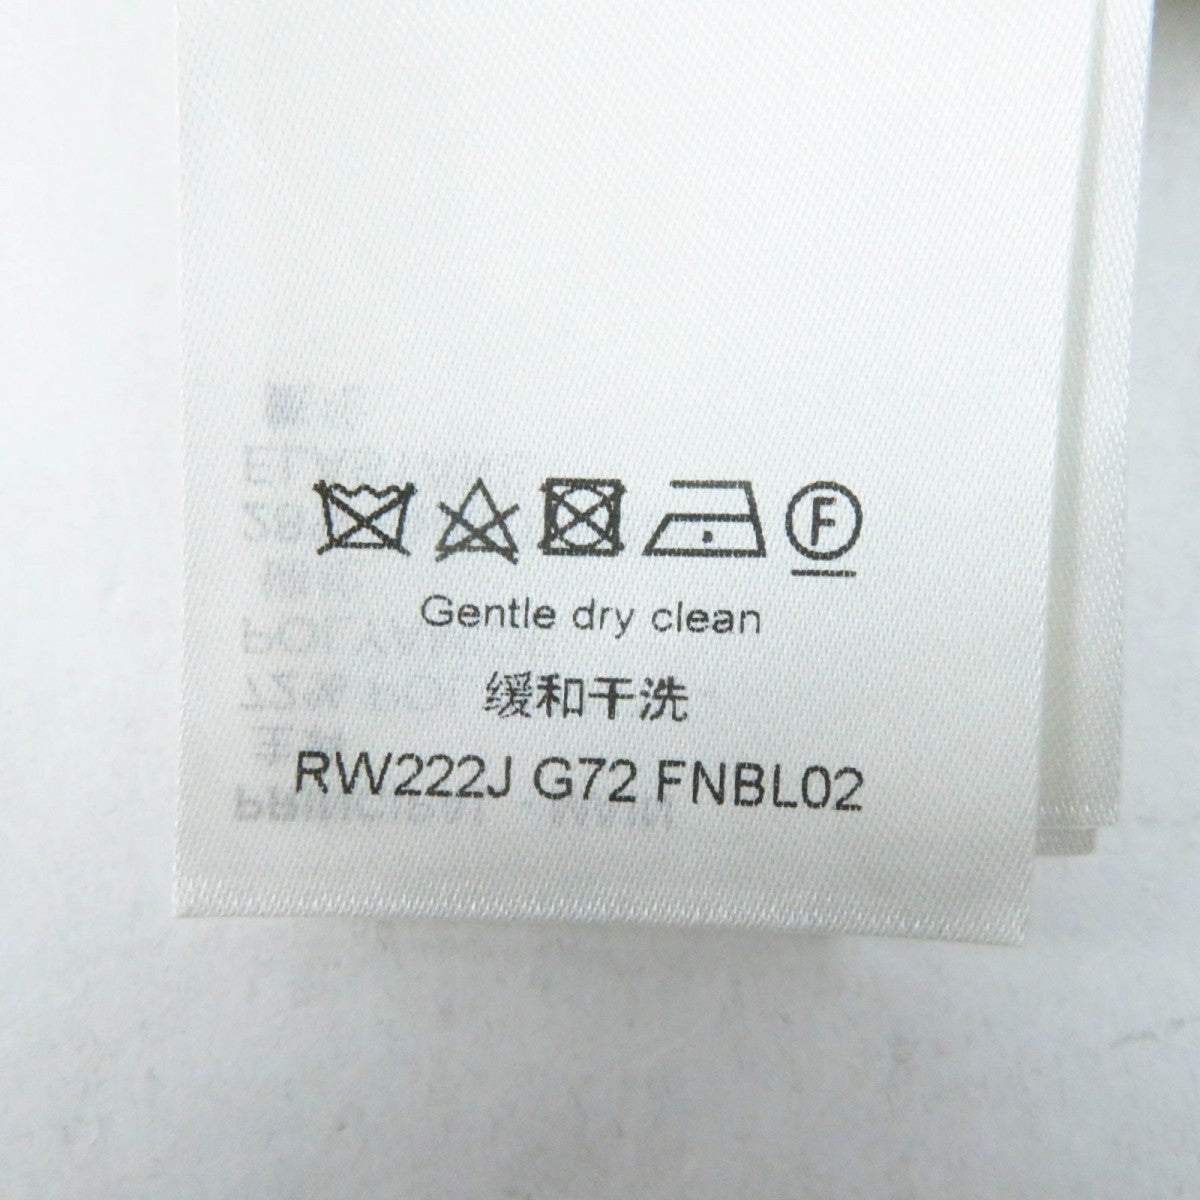 F
Gentle dry clean
缓和干洗
RW222J G72 FNBL02